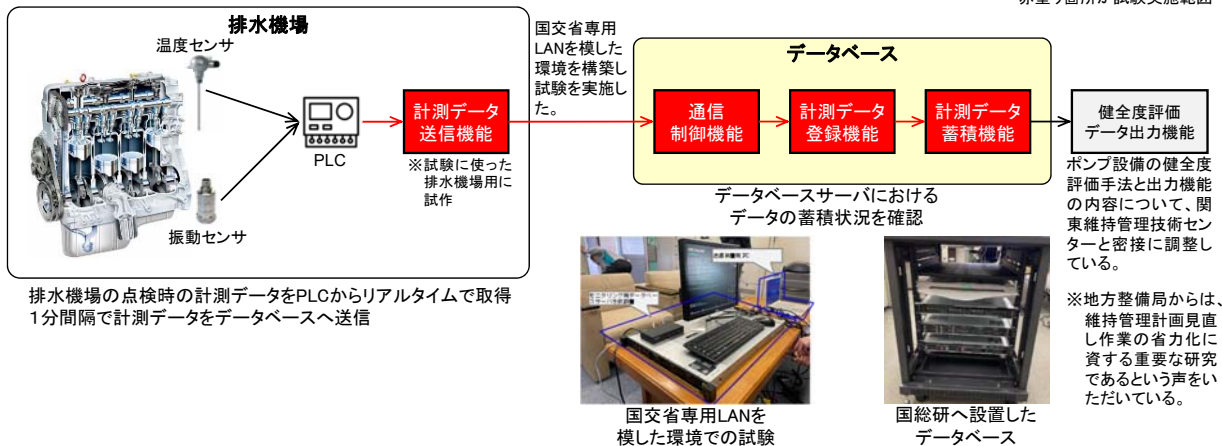 排水機場
温度センサ
PLC
振動センサ
計測データ
送信機能
※試験に使った
排水機場用に
試作
国交省専用
LANを模した
環境を構築し
試験を実施し
た。
データベース
通信
制御機能
計測データ
登録機能
計測データ
蓄積機能
健全度評価
データ出力機能
データベースサーバにおける
データの蓄積状況を確認
ポンプ設備の健全度
評価手法と出力機能
の内容について、関
東維持管理技術セン
ターと密接に調整し
ている。
※地方整備局からは、
維持管理計画見直
し作業の省力化に
資する重要な研究
であるという声をい
ただいている。
排水機場の点検時の計測データをPLCからリアルタイムで取得
1分間隔で計測データをデータベースへ送信
国交省専用LANを
模した環境での試験
国総研へ設置した
データベース